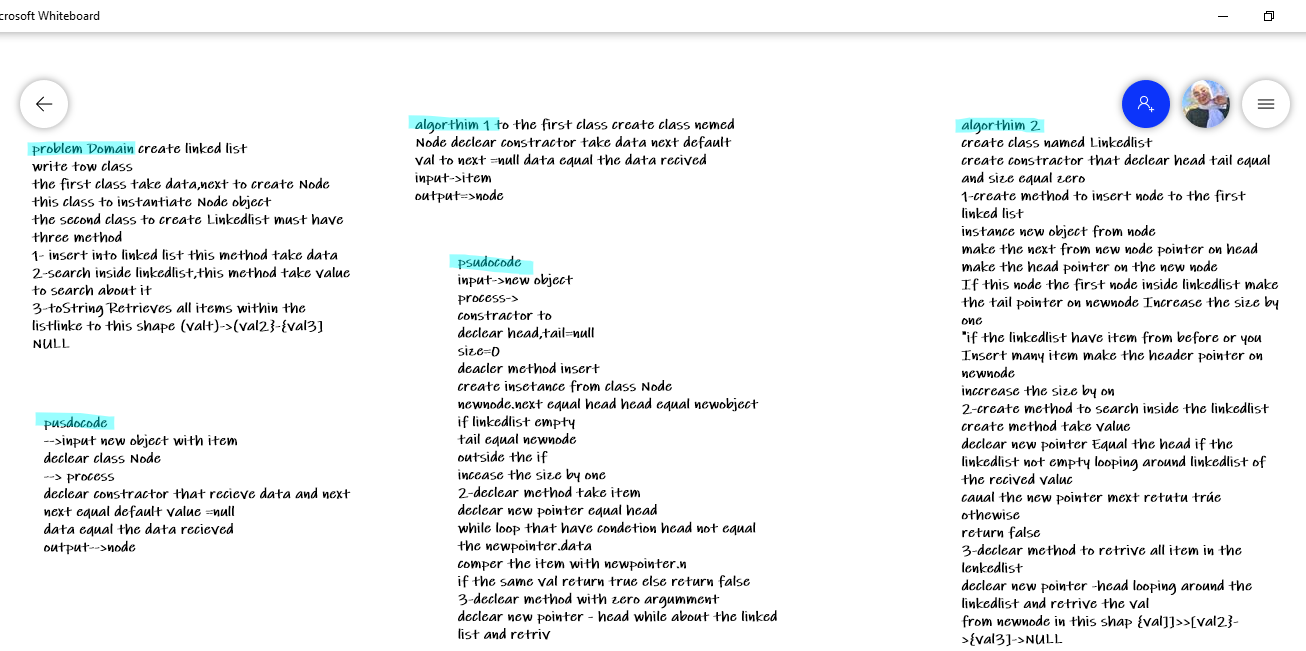 crosoft Whiteboard
problem Domain create linked list
write tow class
the first class take data,next to create Node
this class to instantiate Node object
the second class to create Linkedlist must have
three method
1- insert into linked list this method take data
2-search inside linkedlist,this method take value
to search about it
3-toString Retrieves all items within the
listlinke to this shape (valt)->(val2}-{val3]
NULL
pusdocode
-->input new object with item
declear class Node
--> process
declear constractor that recieve data and next
next equal default value =null
data equal the data recieved
output-->node
algorthim 1 to the first class create class nemed
Node declear constractor take data next default
val to next =null data equal the data recived
input->item
output=>node
psudocode
input->new object
process->
constractor to
declear head,tail=null
size=0
deacler method insert
create insetance from class Node
newnode.next equal head head equal newobject
if linkedlist empty
tail equal newnode
outside the if
incease the size by one
2-declear method take item
declear new pointer equal head
while loop that have condetion head not equal
the newpointer.data
comper the item with newpointer.n
if the same val return true else return false
3-declear method with zero argumment
declear new pointer - head while about the linked
list and retriv
algorthim 2
create class named Linkedlist
create constractor that declear head tail equal
and size equal zero
1-create method to insert node to the first
linked list
instance new object from node
make the next from new node pointer on head
make the head pointer on the new node
If this node the first node inside linkedlist make
the tail pointer on newnode Increase the size by
one
"if the linkedlist have item from before or you
Insert many item make the header pointer on
newnode
inccrease the size by on
2-create method to search inside the linkedlist
create method take value
declear new pointer Equal the head if the
linkedlist not empty looping around linkedlist of
the recived value
caual the new pointer mext retutu trúe
othewise
return false
3-declear method to retrive all item in the
lenkedlist
declear new pointer -head looping around the
linkedlist and retrive the val
from newnode in this shap {val]]>>[val2}-
>{val3]->NULL